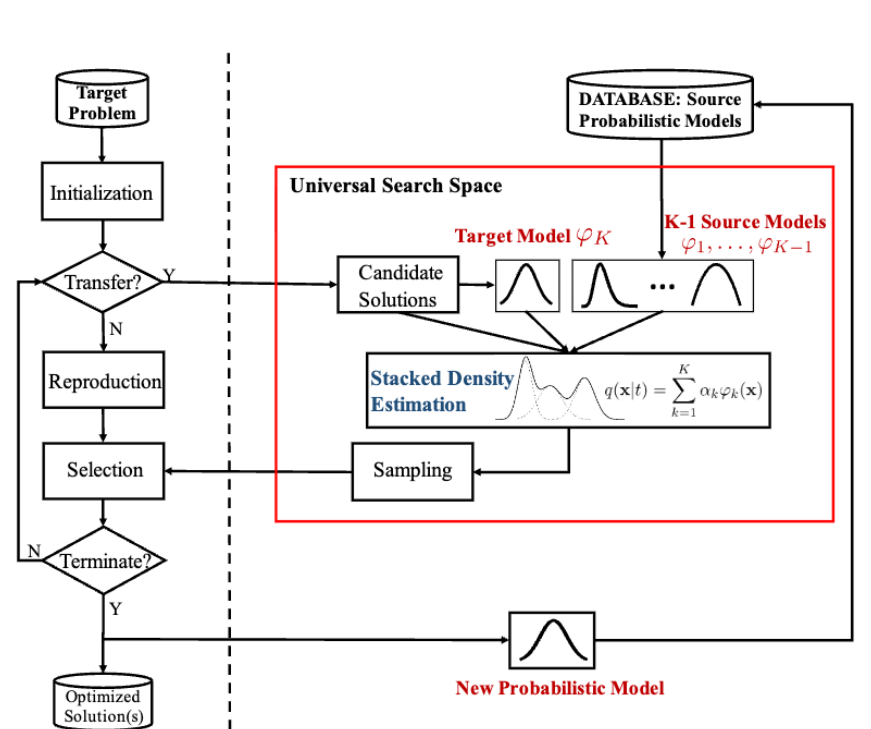 Target
Problem
DATABASE: Source
Probabilistic Models
Initialization
Universal Search Space
Target Model φ_K
K-1 Source Models
φ_1, . . . , φ_{K−1}
Transfer?
Y
Candidate
Solutions
...
N
Reproduction
Stacked Density
Estimation
q(x|t) = ∑_{k=1}^{K} α_k φ_k(x)
Selection
Sampling
N
Terminate?
Y
New Probabilistic Model
Optimized
Solution(s)